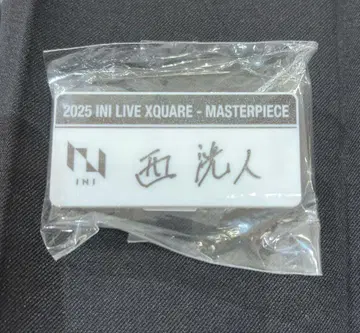 2025 INI LIVE XQUARE - MASTERPIECE
INI
西 洸人